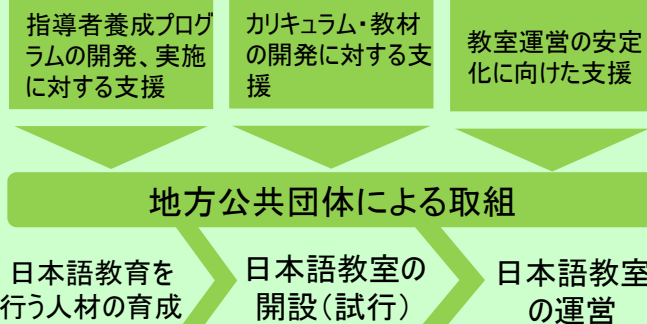 指導者養成プログ
ラムの開発、実施
に対する支援
カリキュラム・教材
の開発に対する支
援
教室運営の安定
化に向けた支援
地方公共団体による取組
日本語教育を
行う人材の育成
日本語教室の
開設（試行）
日本語教室
の運営